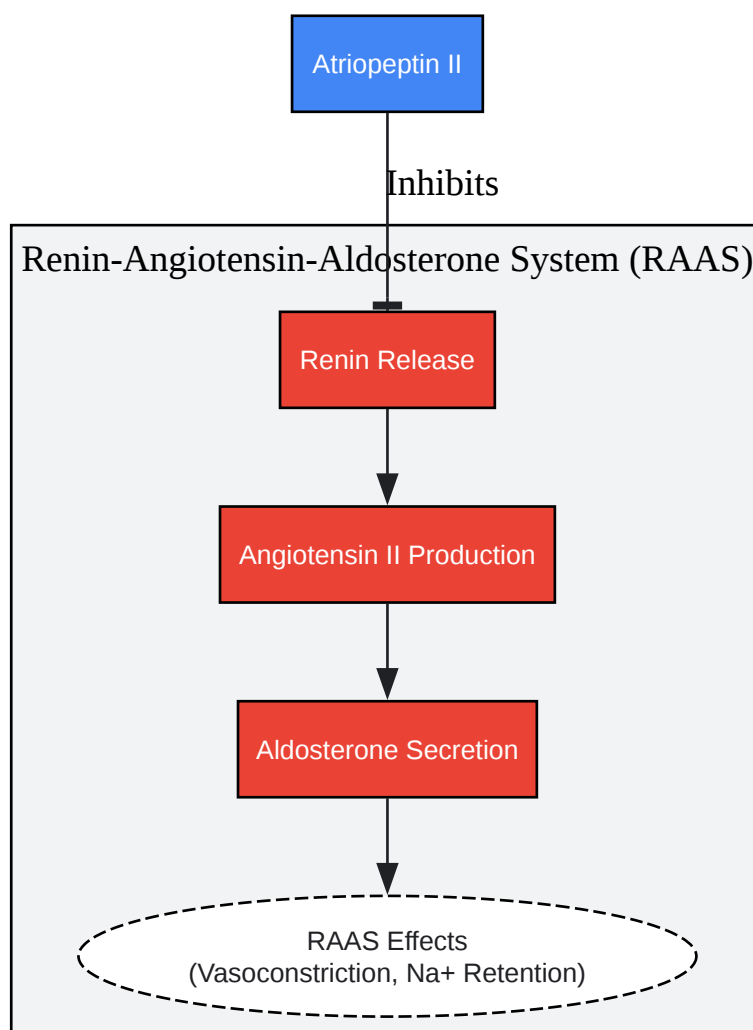 Atriopeptin II
Inhibits
Renin-Angiotensin-Aldosterone System (RAAS)
Renin Release
Angiotensin II Production
Aldosterone Secretion
RAAS Effects
(Vasoconstriction, Na+ Retention)